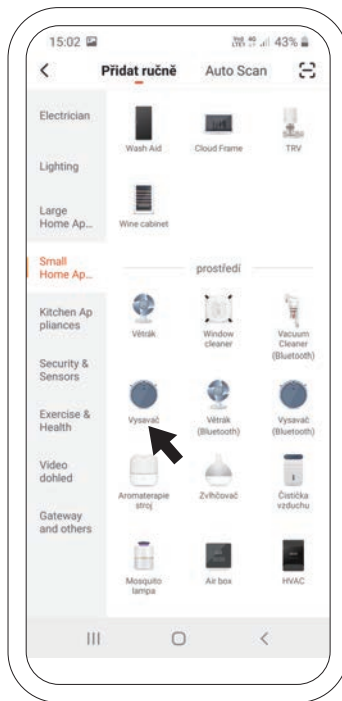 15:02 43%
Přidat ručně Auto Scan
Electrician
Lighting
Large
Home Ap...
Small
Home Ap...
Kitchen Ap
pliances
Security &
Sensors
Exercise &
Health
Video
dohled
Gateway
and others
Wash Aid Cloud Frame TRV
Wine cabinet
prostředí
Větrák Window
cleaner Vacuum
Cleaner
(Bluetooth)
Vysavač Větrák
(Bluetooth) Vysavač
(Bluetooth)
Aromaterapie
stroj Zvlhčovač Čistička
vzduchu
Mosquito
lampa Air box HVAC